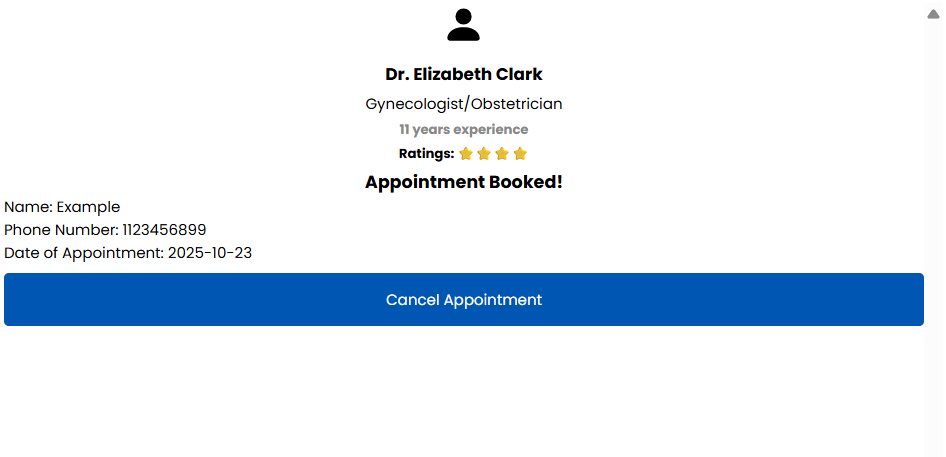 Dr. Elizabeth Clark
Gynecologist/Obstetrician
11 years experience
Ratings: ⭐⭐⭐⭐
Appointment Booked!
Name: Example
Phone Number: 1123456899
Date of Appointment: 2025-10-23
Cancel Appointment